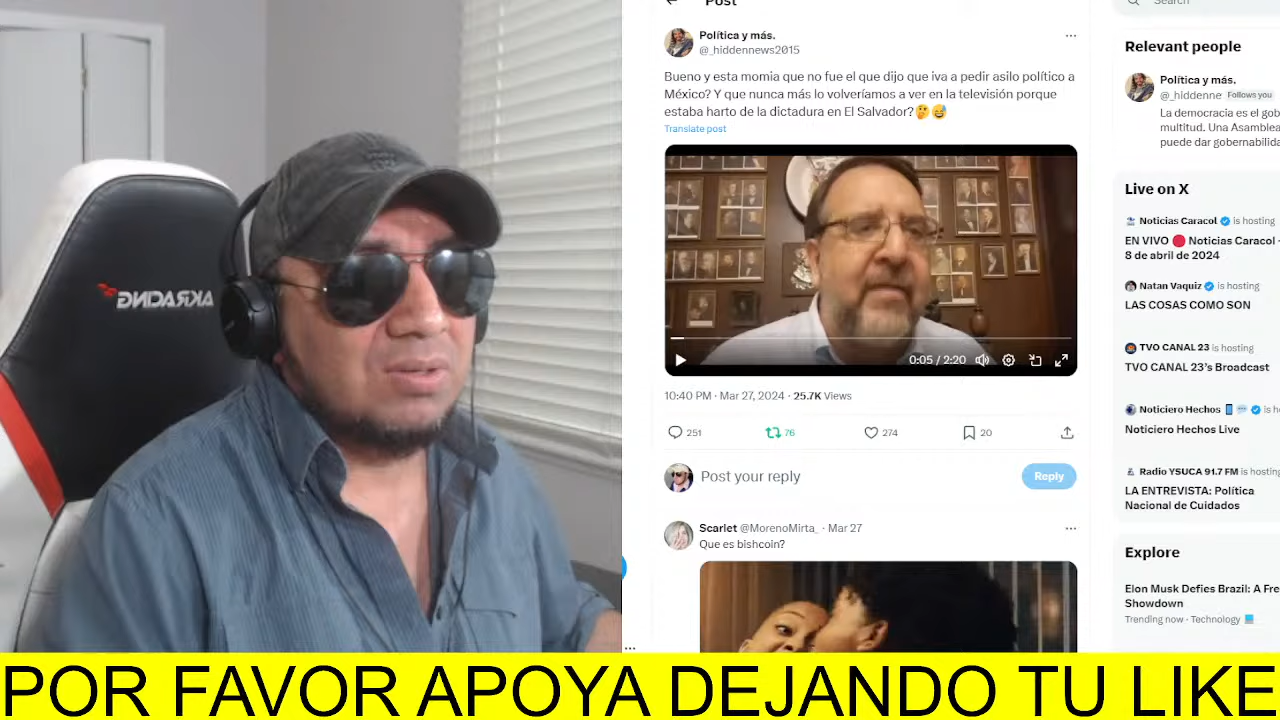 Post
Search
Política y más.
@_hiddennews2015
Bueno y esta momia que no fue el que dijo que iva a pedir asilo político a
México? Y que nunca más lo volveríamos a ver en la televisión porque
estaba harto de la dictadura en El Salvador?🤔😅
Translate post
0:05 / 2:20
10:40 PM · Mar 27, 2024 · 25.7K Views
251
76
274
20
Post your reply
Reply
Scarlet @MorenoMirta_ · Mar 27
Que es bishcoin?
Relevant people
Política y más.
@_hiddenne Follows you
La democracia es el gob
multitud. Una Asamblea
puede dar gobernabilida
Live on X
Noticias Caracol is hosting
EN VIVO 🔴 Noticias Caracol -
8 de abril de 2024
Natan Vaquiz is hosting
LAS COSAS COMO SON
TVO CANAL 23 is hosting
TVO CANAL 23's Broadcast
Noticiero Hechos is h
Noticiero Hechos Live
Radio YSUCA 91.7 FM is hosting
LA ENTREVISTA: Política
Nacional de Cuidados
Explore
Elon Musk Defies Brazil: A Fre
Showdown
Trending now · Technology
AKRACING
POR FAVOR APOYA DEJANDO TU LIKE